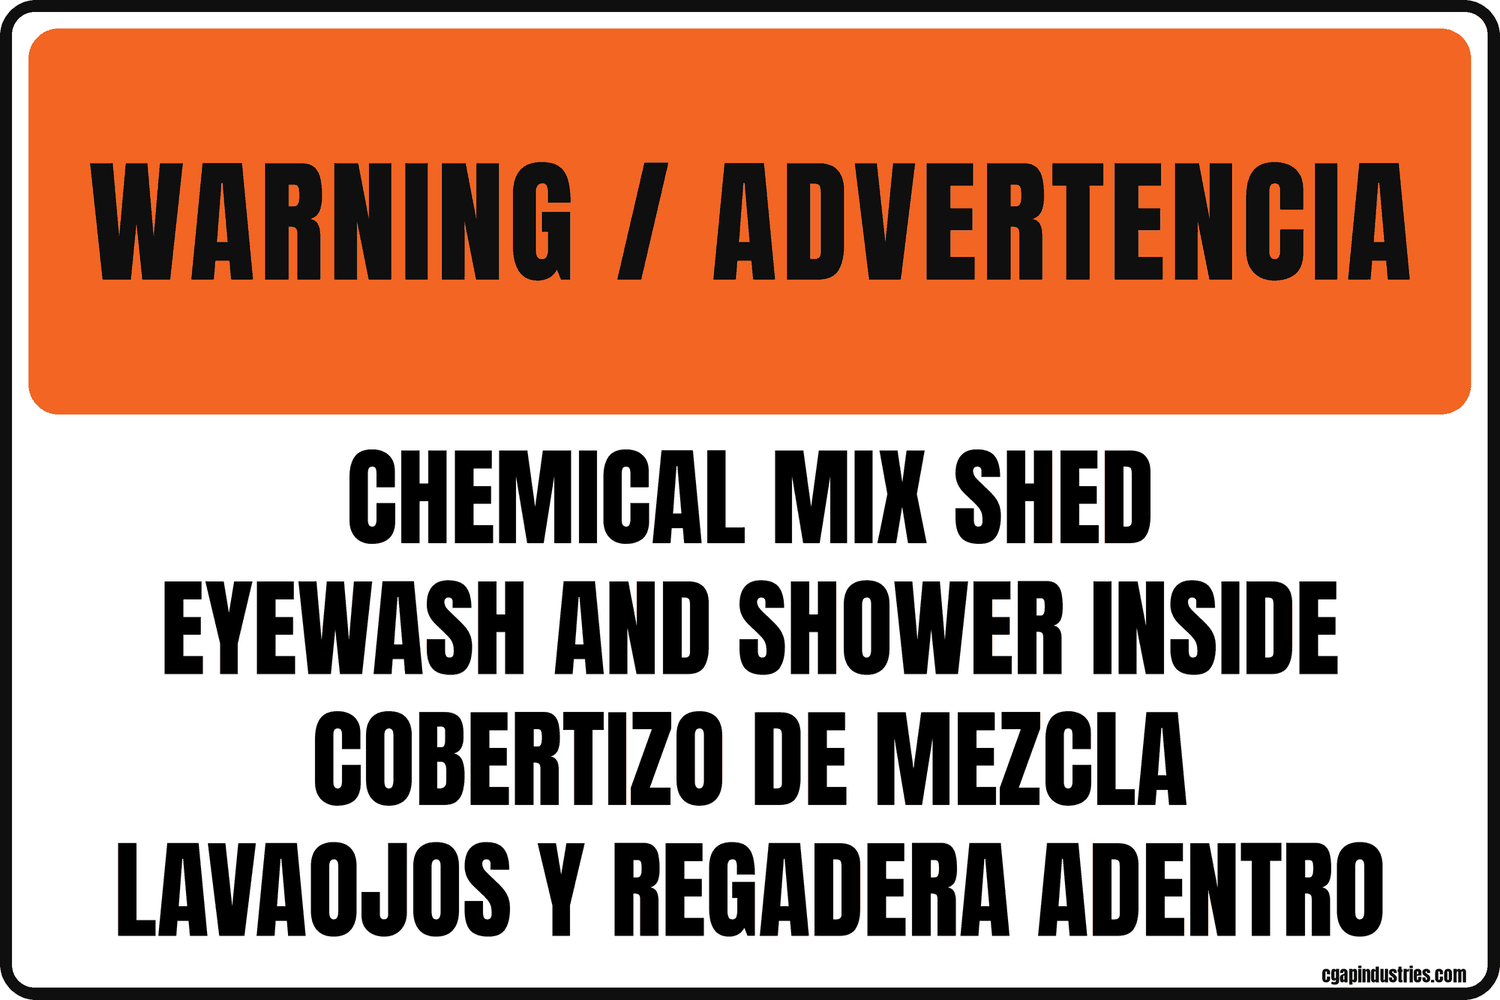 WARNING / ADVERTENCIA
CHEMICAL MIX SHED
EYEWASH AND SHOWER INSIDE
COBERTIZO DE MEZCLA
LAVAOJOS Y REGADERA ADENTRO
cgapindustries.com